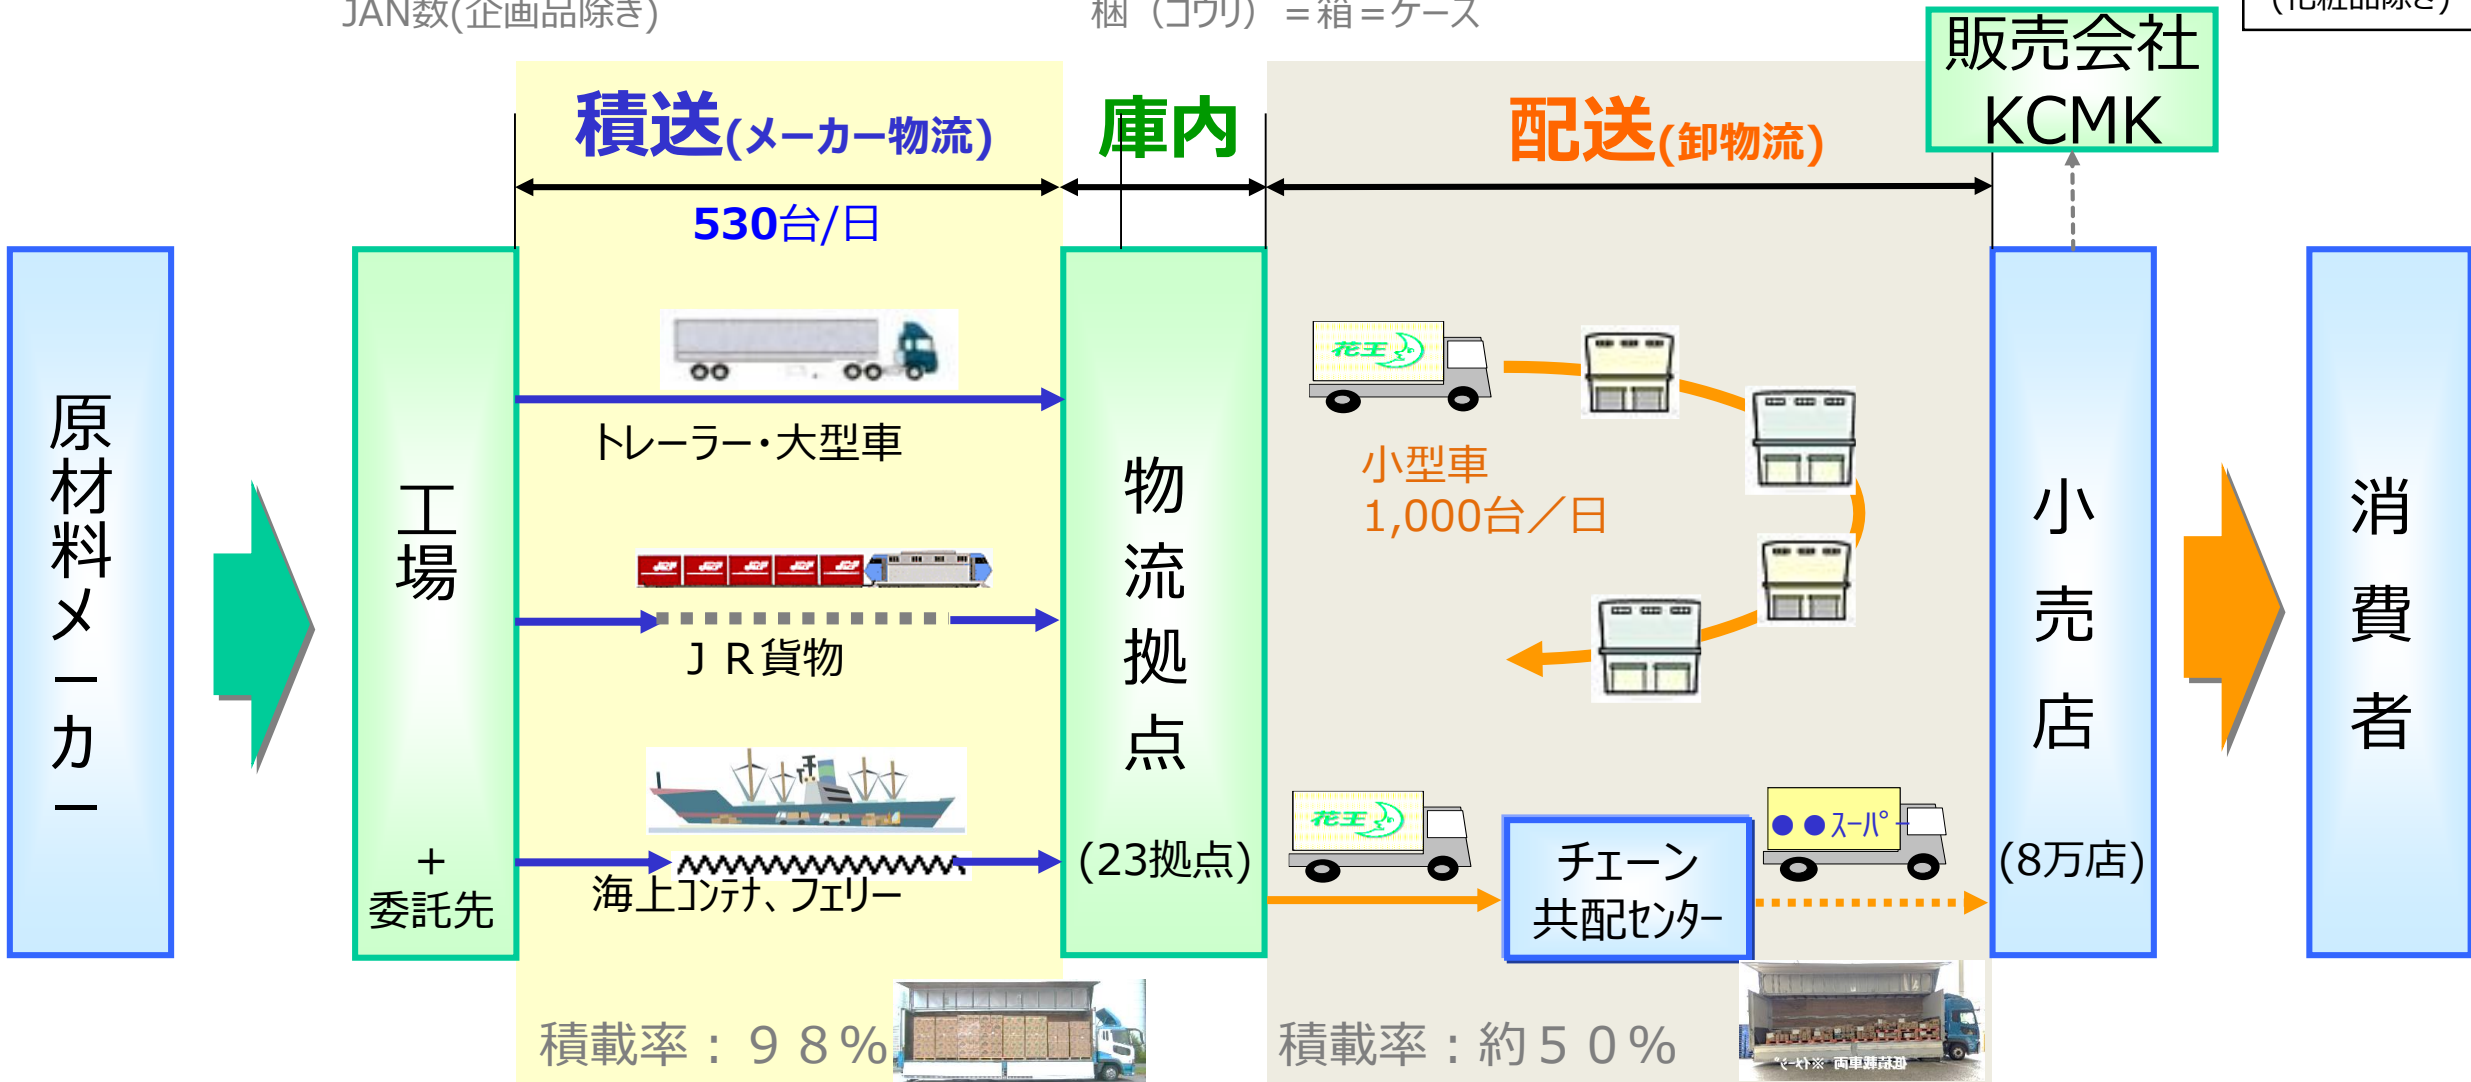 JAN数(企画品除き)
梱（コウリ）＝箱＝ケース
(化粧品除き)
販売会社
KCMK
積送(メーカー物流)
庫内
配送(卸物流)
530台/日
原材料メーカー
工場
+
委託先
トレーラー・大型車
ＪＲ貨物
海上ｺﾝﾃﾅ、フェリー
物流拠点
(23拠点)
花王
小型車
1,000台／日
花王
チェーン
共配ｾﾝﾀｰ
●●ｽｰﾊﾟｰ
小売店
(8万店)
消費者
積載率：９８%
積載率：約５０%